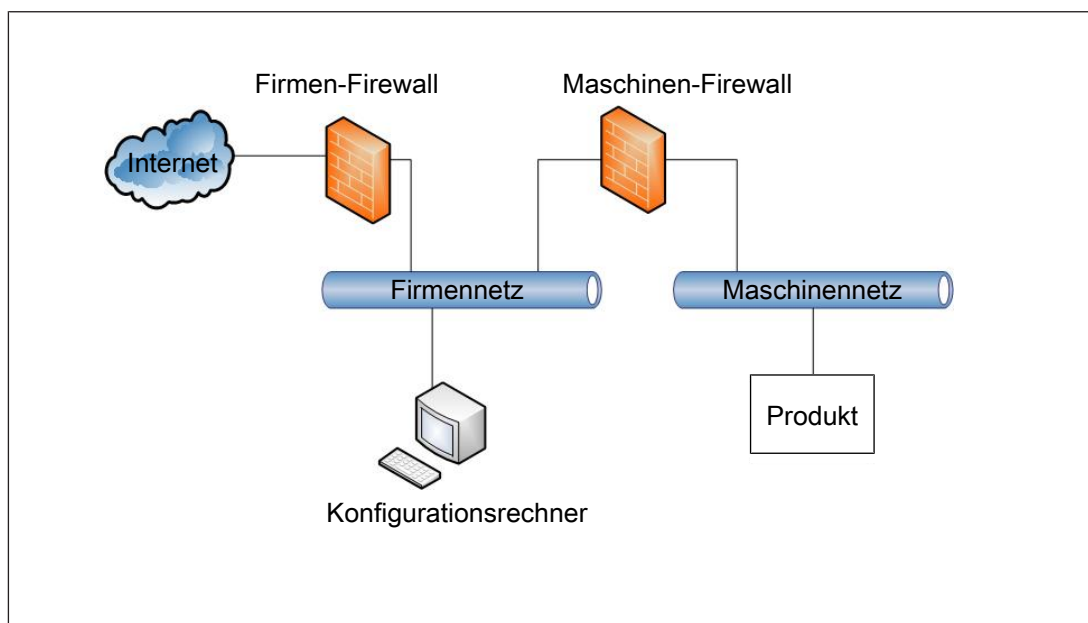 Firmen-Firewall
Maschinen-Firewall
Internet
Firmennetz
Maschinennetz
Produkt
Konfigurationsrechner